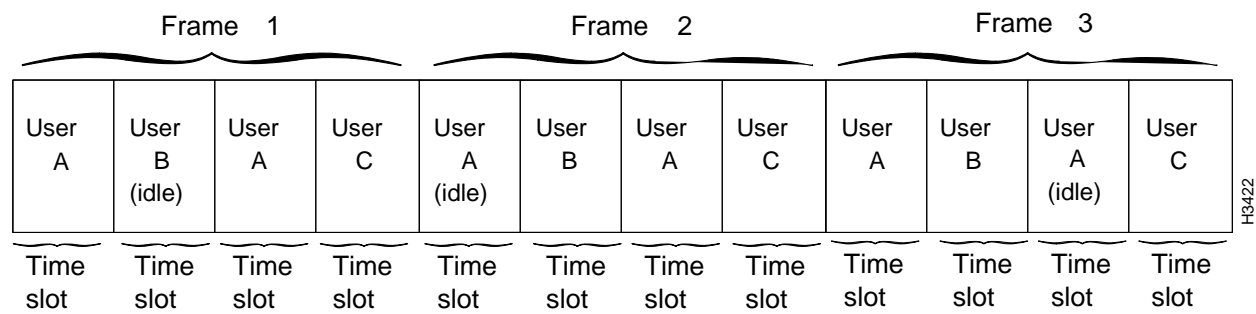 Frame 1 Frame 2 Frame 3
User User User User User User User User User User User User
A B A C A B A C A B A C
(idle) (idle) (idle)
Time Time Time Time Time Time Time Time Time Time Time Time
slot slot slot slot slot slot slot slot slot slot slot slot
H3422